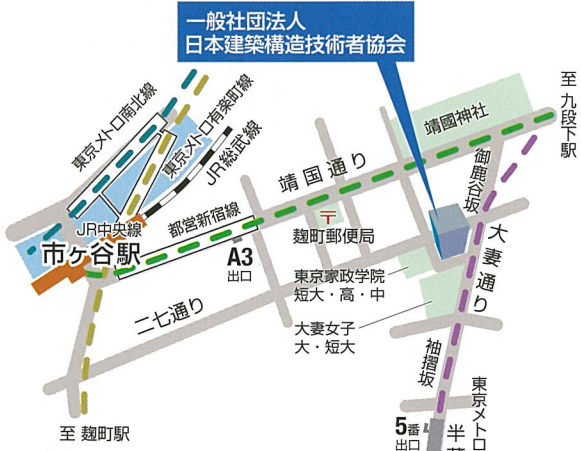 一般社団法人
日本建築構造技術者協会
東京メトロ南北線
東京メトロ有楽町線
JR総武線
JR中央線
市ヶ谷駅
都営新宿線
A3
出口
靖国通り
〒
麹町郵便局
靖國神社
至 九段下駅
御鹿谷坂
大妻通り
東京家政学院
短大・高・中
大妻女子
大・短大
二七通り
袖摺坂
至 麹町駅
5番
出口
東京メトロ
半